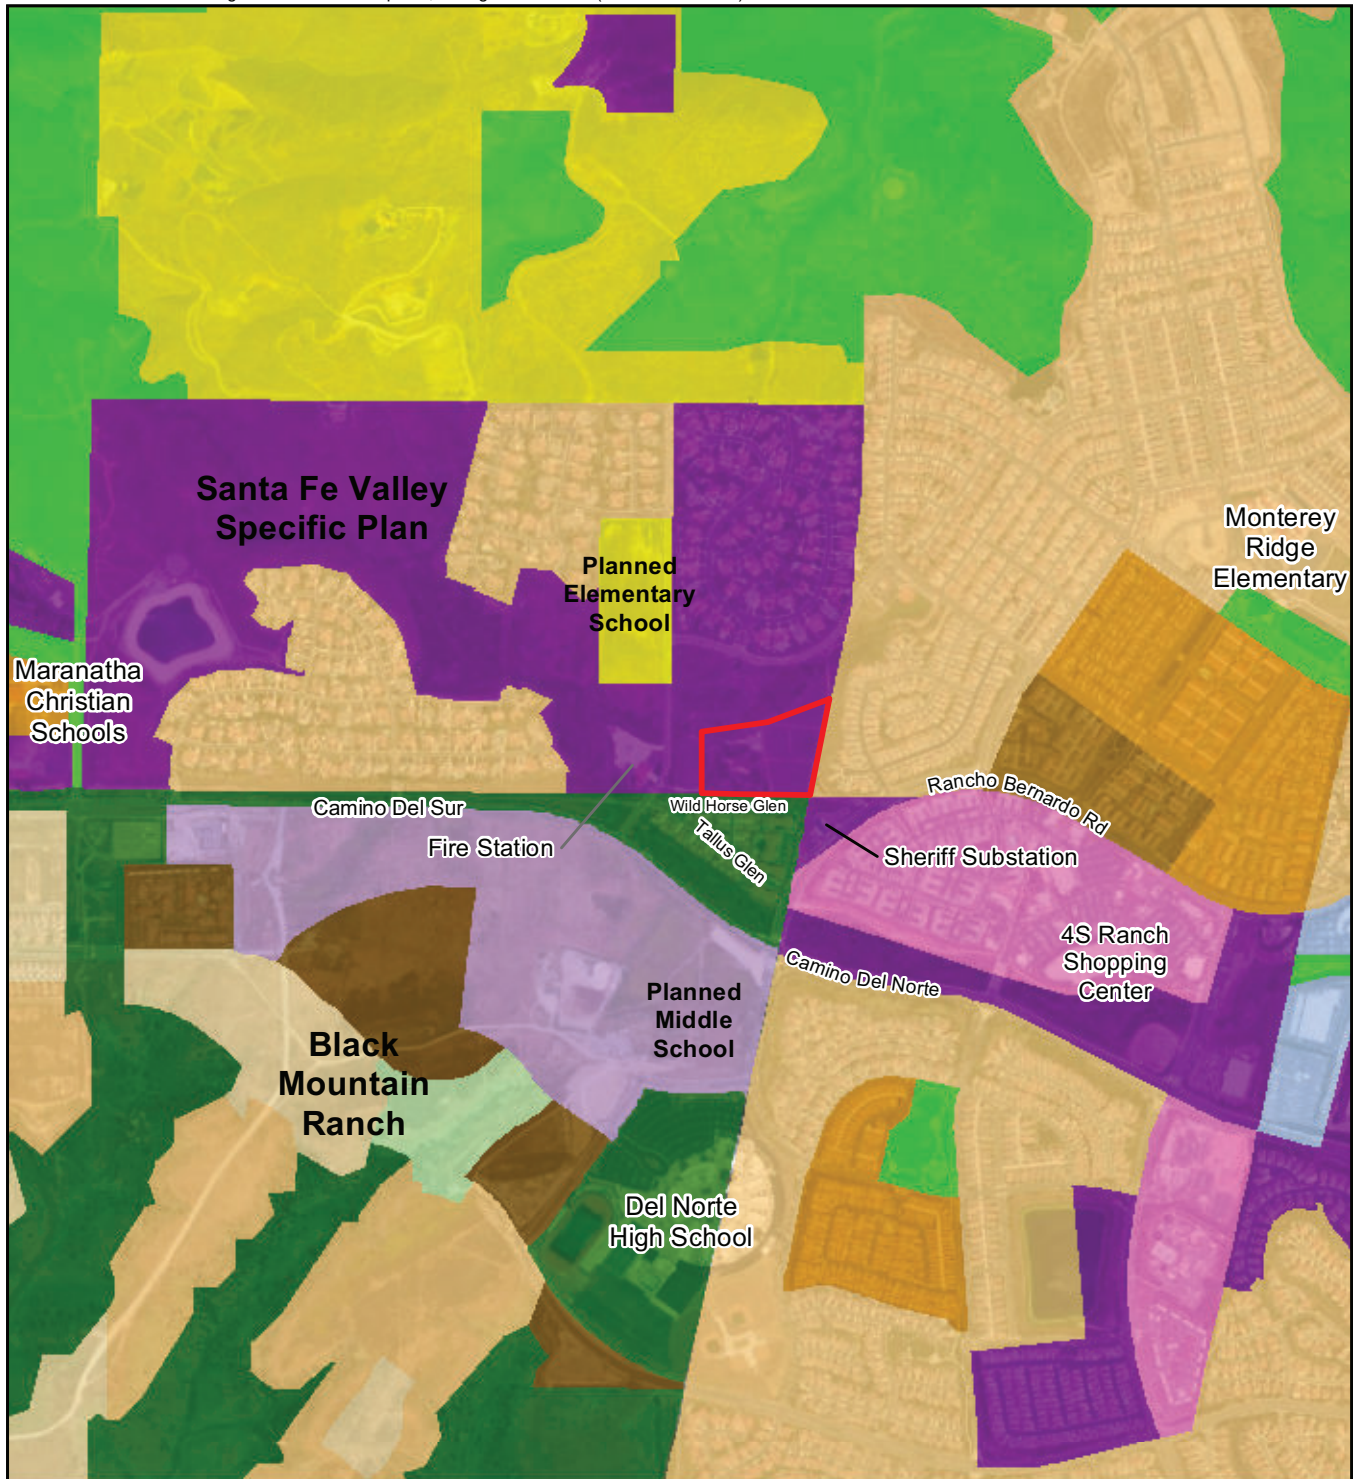 Santa Fe Valley
Specific Plan
Monterey
Ridge
Elementary
Planned
Elementary
School
Maranatha
Christian
Schools
Camino Del Sur
Wild Horse Glen
Rancho Bernardo Rd
Fire Station
Tallus Glen
Sheriff Substation
4S Ranch
Shopping
Center
Camino Del Norte
Planned
Middle
School
Black
Mountain
Ranch
Del Norte
High School